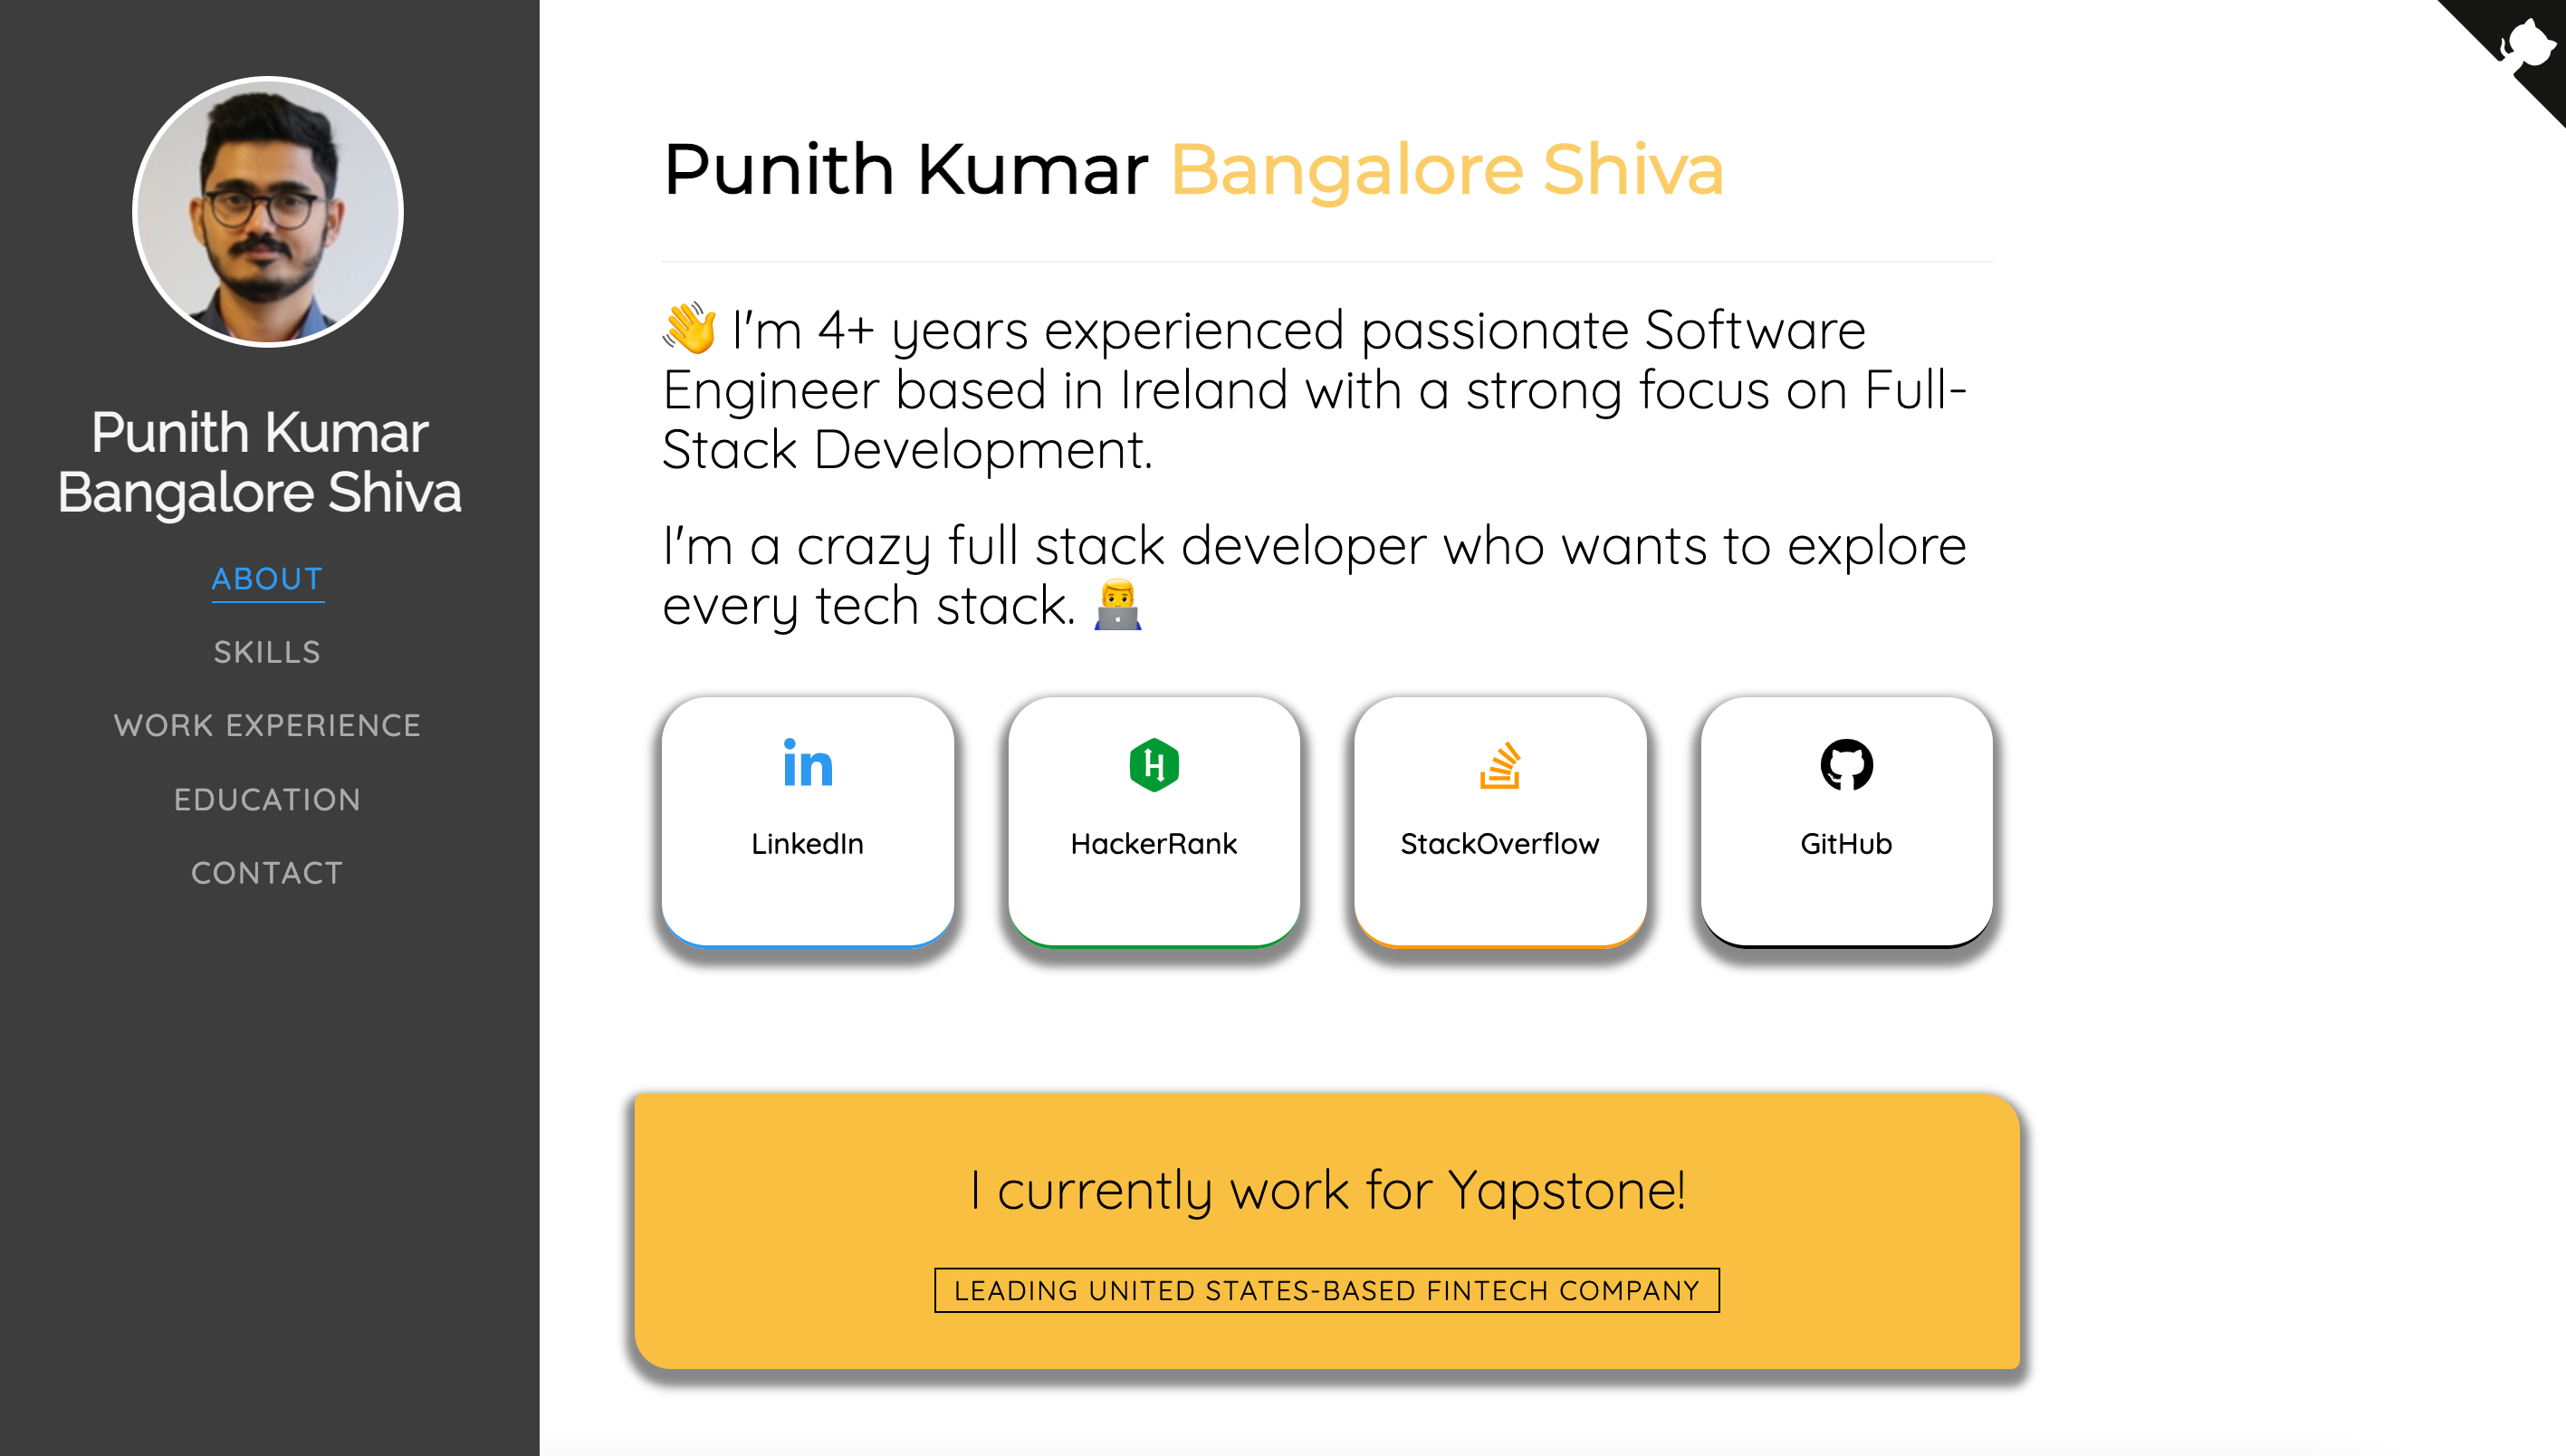 Punith Kumar
Bangalore Shiva
ABOUT
SKILLS
WORK EXPERIENCE
EDUCATION
CONTACT
Punith Kumar Bangalore Shiva
👋 I'm 4+ years experienced passionate Software
Engineer based in Ireland with a strong focus on Full-
Stack Development.
I'm a crazy full stack developer who wants to explore
every tech stack. 👨‍💻
LinkedIn
HackerRank
StackOverflow
GitHub
I currently work for Yapstone!
LEADING UNITED STATES-BASED FINTECH COMPANY